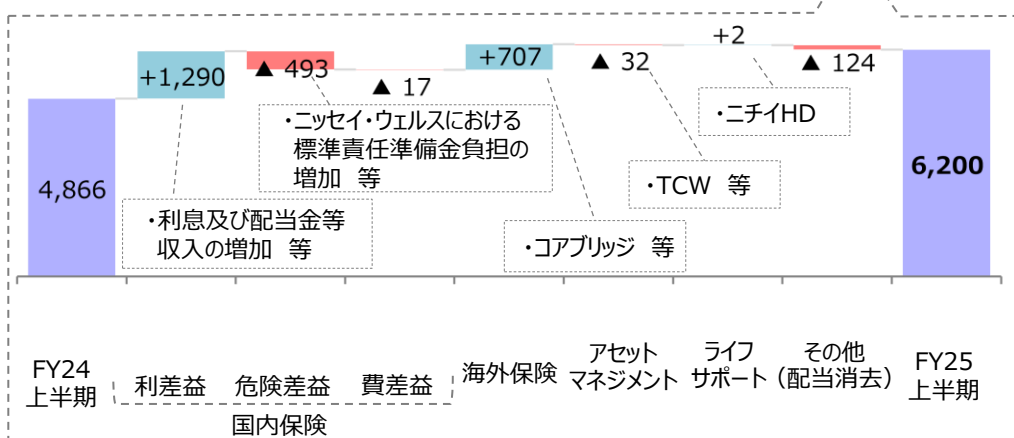 +1,290
▲ 493
▲ 17
+707
▲ 32
+2
▲ 124
4,866
6,200
・ニッセイ・ウェルスにおける
標準責任準備金負担の
増加 等
・利息及び配当金等
収入の増加 等
・コアブリッジ 等
・TCW 等
・ニチイHD
FY24
上半期
利差益
危険差益
費差益
国内保険
海外保険
アセット
マネジメント
ライフ
サポート
その他
(配当消去)
FY25
上半期